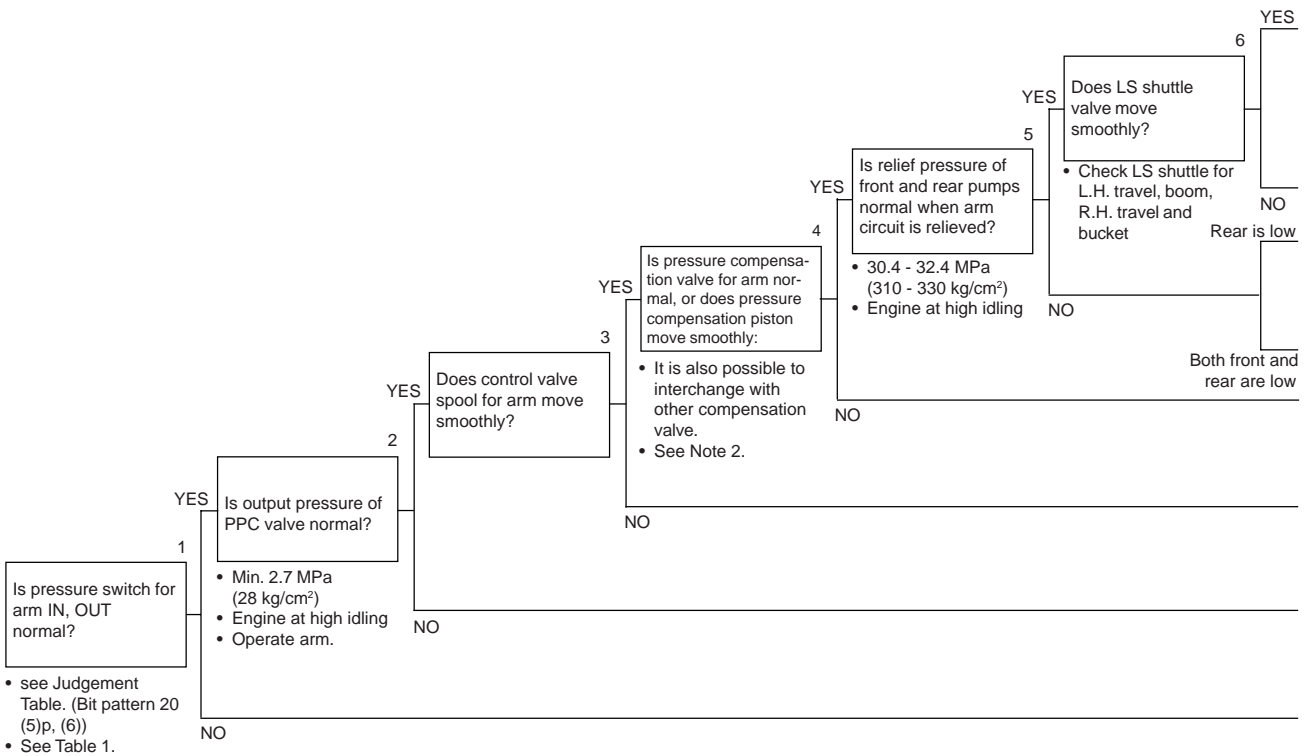 1
Is pressure switch for
arm IN, OUT
normal?
• see Judgement
Table. (Bit pattern 20
(5)p, (6))
• See Table 1.
YES
NO
2
Is output pressure of
PPC valve normal?
• Min. 2.7 MPa
(28 kg/cm²)
• Engine at high idling
• Operate arm.
YES
NO
3
Does control valve
spool for arm move
smoothly?
YES
NO
4
Is pressure compensa-
tion valve for arm nor-
mal, or does pressure
compensation piston
move smoothly:
• It is also possible to
interchange with
other compensation
valve.
• See Note 2.
YES
NO
5
Is relief pressure of
front and rear pumps
normal when arm
circuit is relieved?
• 30.4 - 32.4 MPa
(310 - 330 kg/cm²)
• Engine at high idling
YES
NO
6
Does LS shuttle
valve move
smoothly?
• Check LS shuttle for
L.H. travel, boom,
R.H. travel and
bucket
YES
NO
Rear is low
Both front and
rear are low